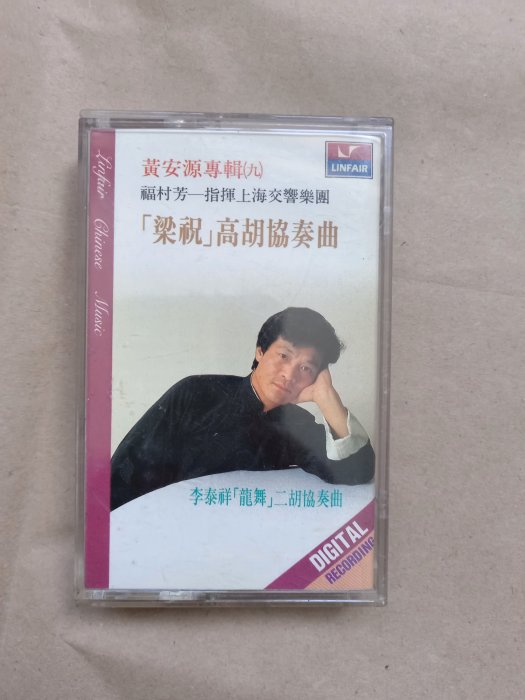 黃安源專輯(九)
LINFAIR
福村芳一指揮上海交響樂團
「梁祝」高胡協奏曲
Linfair Chinese Music
李泰祥「龍舞」二胡協奏曲
DIGITAL
RECORDING